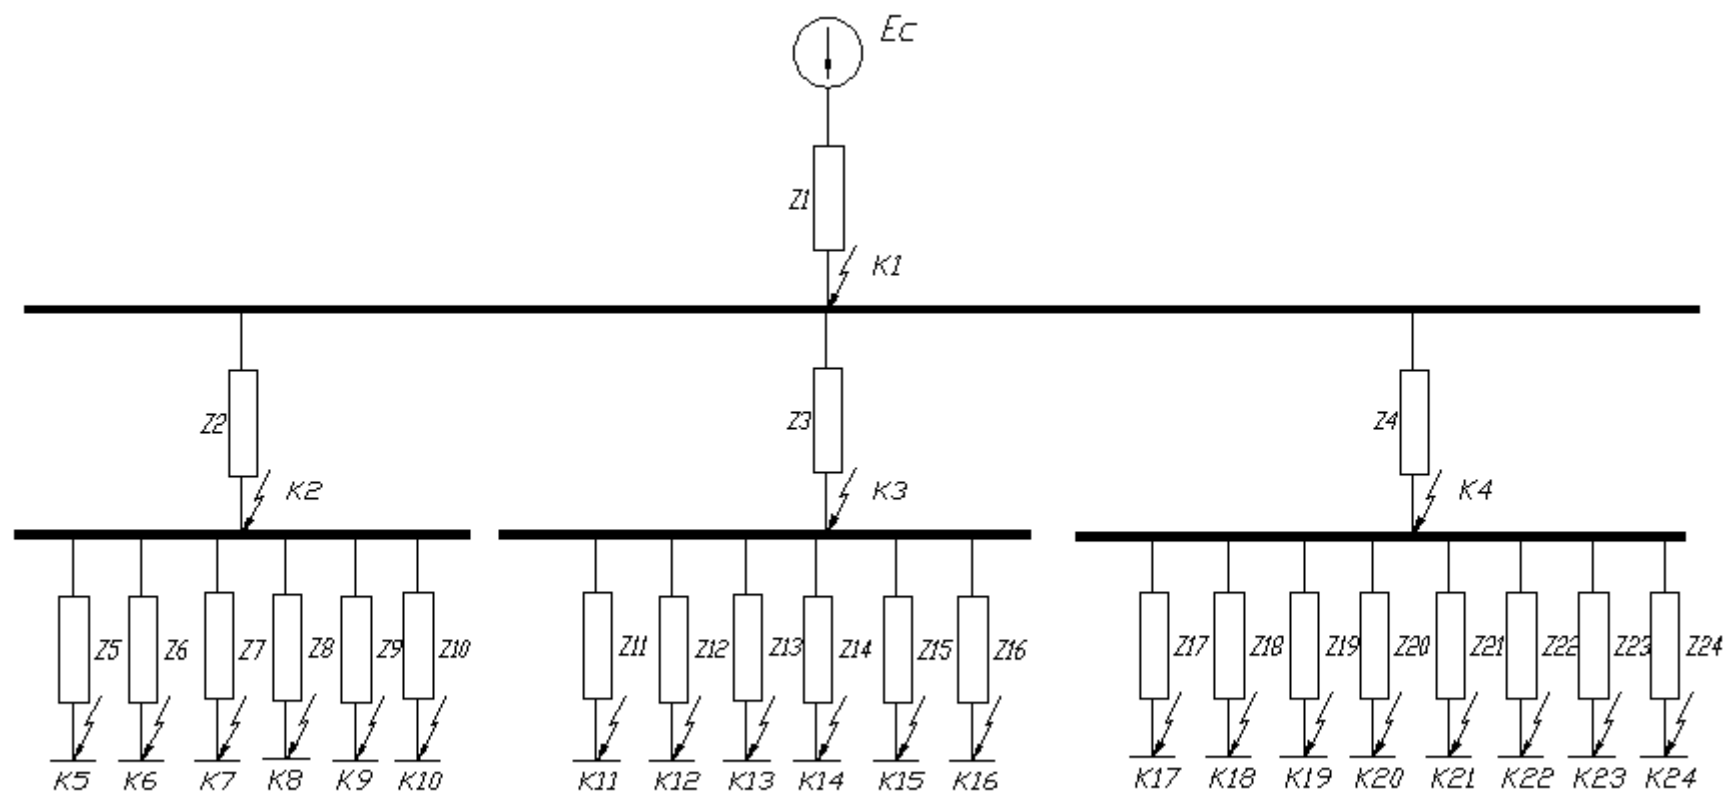 Ec
Z1
K1
Z2 Z3 Z4
K2 K3 K4
Z5 Z6 Z7 Z8 Z9 Z10 Z11 Z12 Z13 Z14 Z15 Z16 Z17 Z18 Z19 Z20 Z21 Z22 Z23 Z24
K5 K6 K7 K8 K9 K10 K11 K12 K13 K14 K15 K16 K17 K18 K19 K20 K21 K22 K23 K24